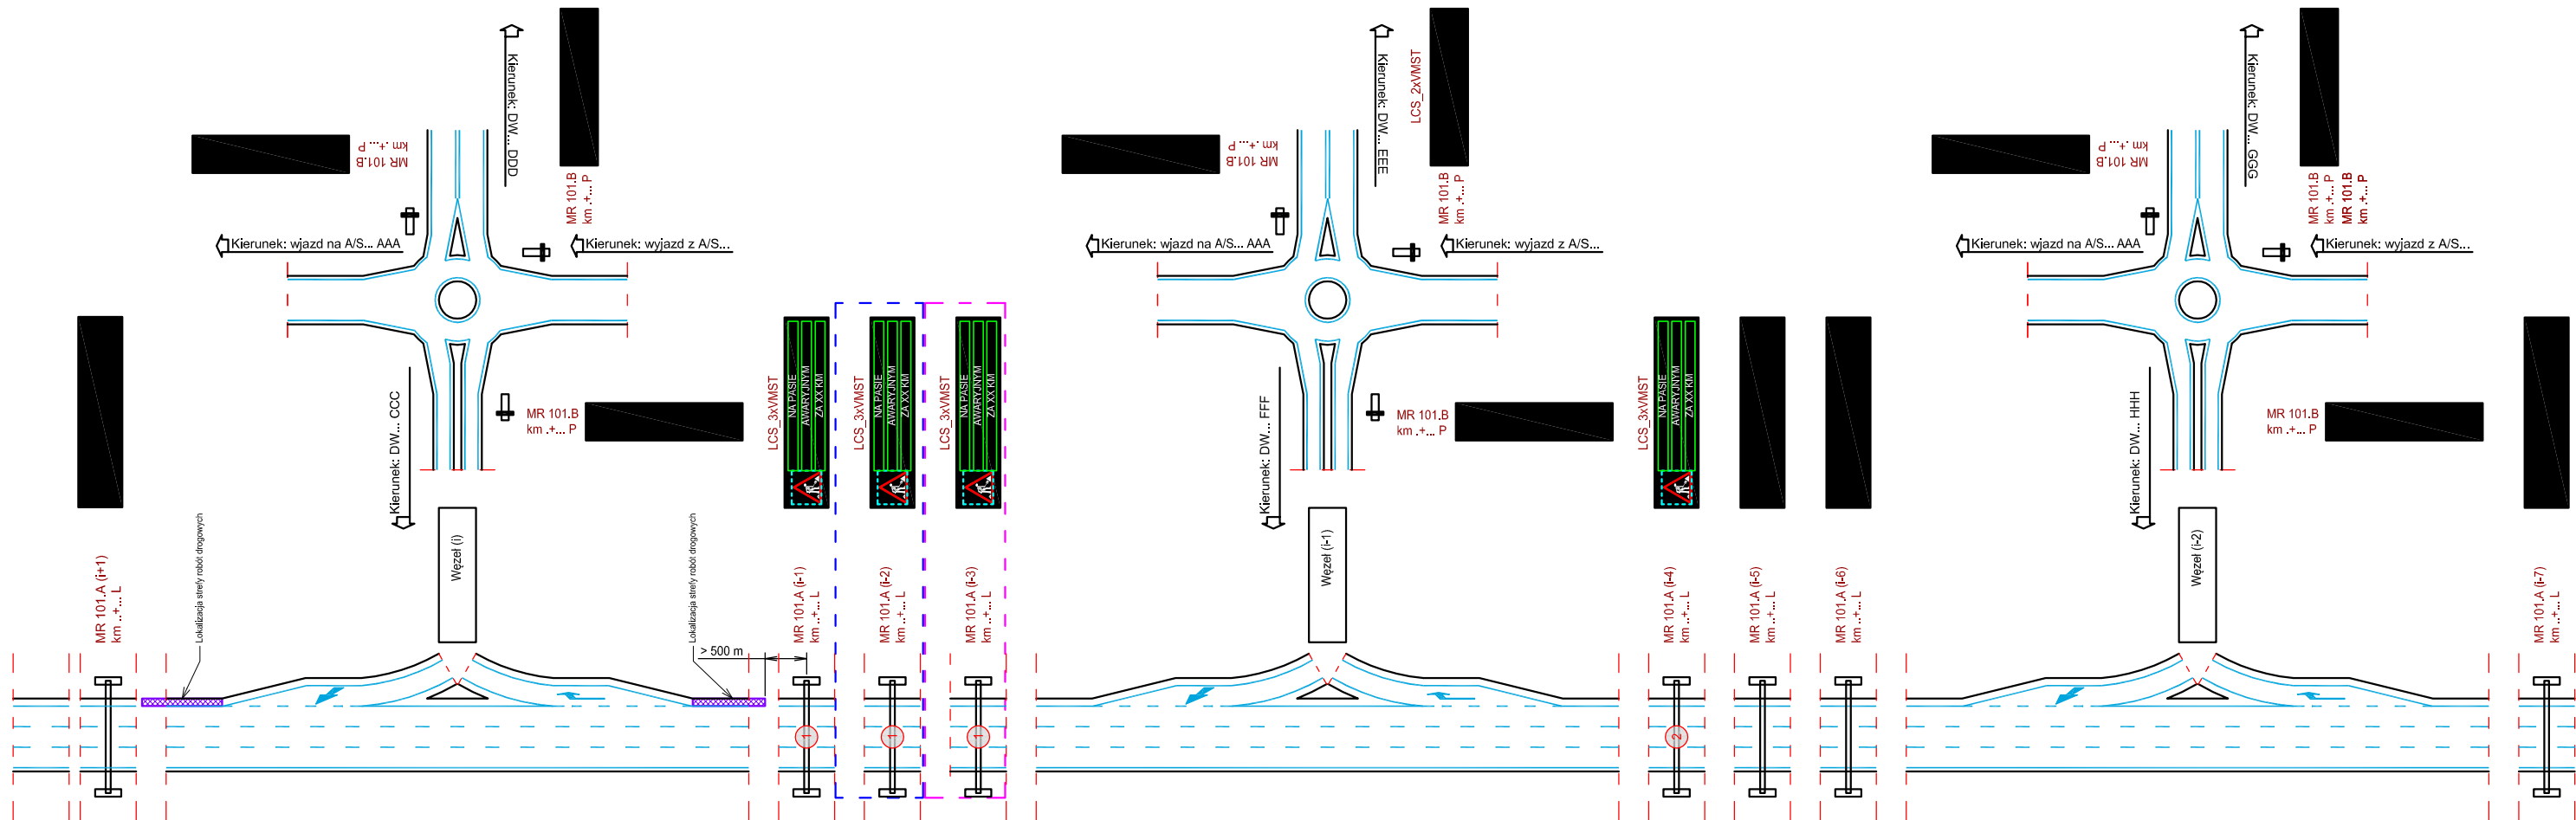 Kierunek: DW... DDD
MR 101.B
km .+... P
MR 101.B
km .+... P
Kierunek: wjazd na A/S... AAA
Kierunek: wyjazd z A/S...
Kierunek: DW... CCC
MR 101.B
km .+... P
Węzeł (i)
MR 101.A (i+1)
km ..+... L
Lokalizacja strefy robót drogowych
Lokalizacja strefy robót drogowych
> 500 m
LCS_3xVMST
NA PASIE
AWARYJNYM
ZA XX KM
MR 101.A (i-1)
km ..+... L
1
LCS_3xVMST
NA PASIE
AWARYJNYM
ZA XX KM
MR 101.A (i-2)
km ..+... L
1
LCS_3xVMST
NA PASIE
AWARYJNYM
ZA XX KM
MR 101.A (i-3)
km ..+... L
1
Kierunek: DW... EEE
LCS_2xVMST
MR 101.B
km .+... P
MR 101.B
km .+... P
Kierunek: wjazd na A/S... AAA
Kierunek: wyjazd z A/S...
Kierunek: DW... FFF
MR 101.B
km .+... P
Węzeł (i-1)
LCS_3xVMST
NA PASIE
AWARYJNYM
ZA XX KM
MR 101.A (i-4)
km ..+... L
2
MR 101.A (i-5)
km ..+... L
MR 101.A (i-6)
km ..+... L
Kierunek: DW... GGG
MR 101.B
km .+... P
MR 101.B
km .+... P
MR 101.B
km .+... P
Kierunek: wjazd na A/S... AAA
Kierunek: wyjazd z A/S...
Kierunek: DW... HHH
MR 101.B
km .+... P
Węzeł (i-2)
MR 101.A (i-7)
km ..+... L